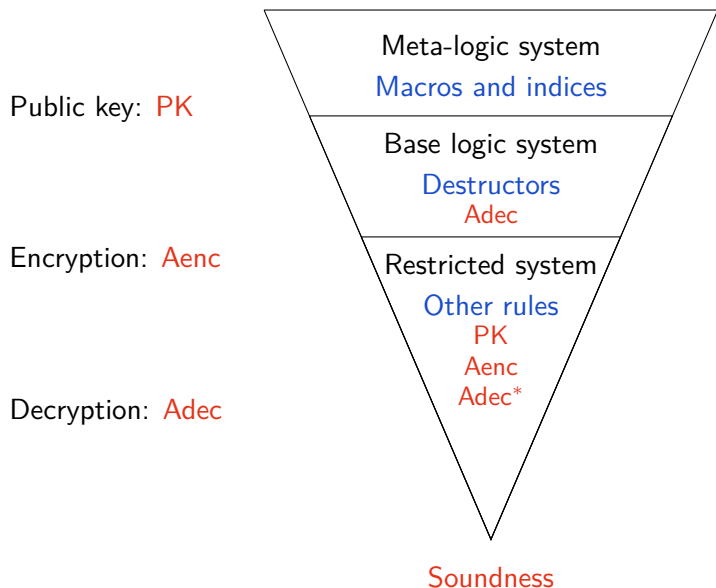 Public key: PK
Encryption: Aenc
Decryption: Adec
Meta-logic system
Macros and indices
Base logic system
Destructors
Adec
Restricted system
Other rules
PK
Aenc
Adec*
Soundness